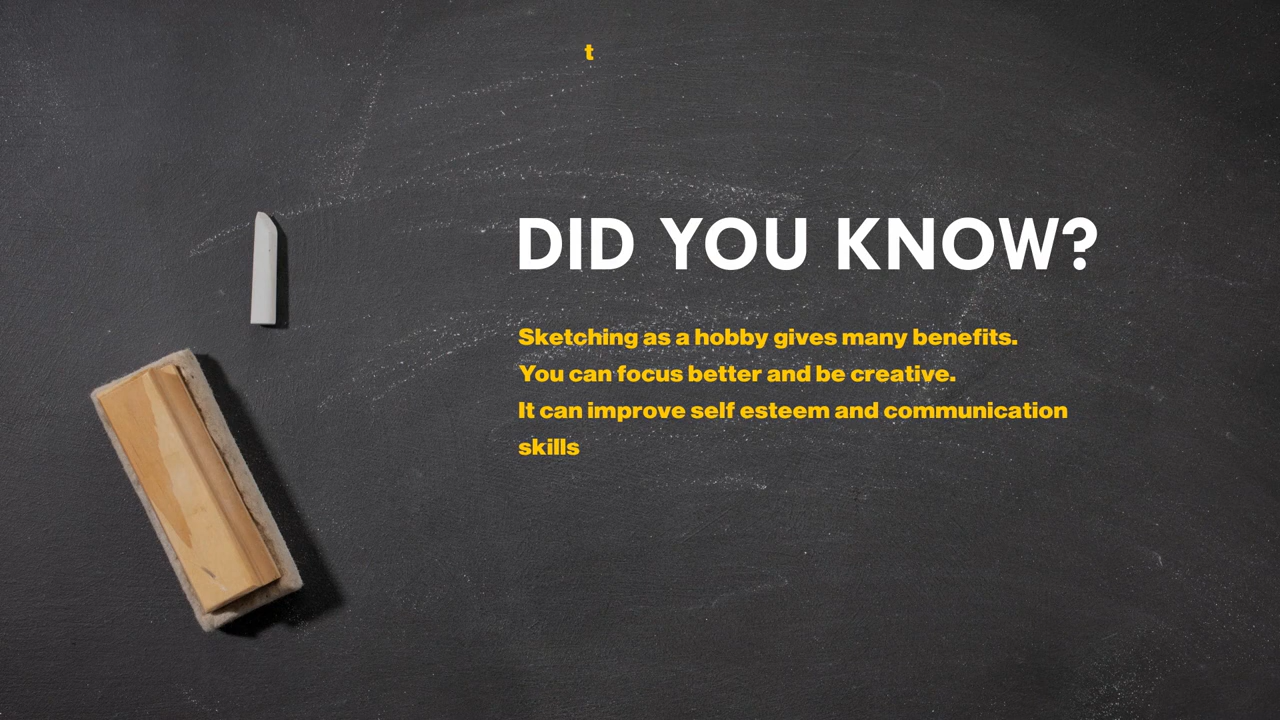 t
DID YOU KNOW?
Sketching as a hobby gives many benefits.
You can focus better and be creative.
It can improve self esteem and communication
skills